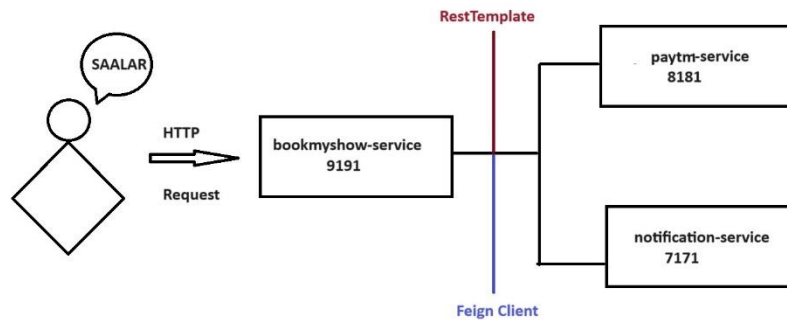 RestTemplate
SAALAR
paytm-service
8181
HTTP
bookmyshow-service
9191
Request
notification-service
7171
Feign Client